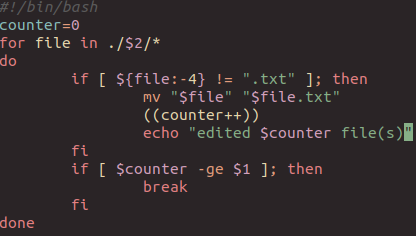 #!/bin/bash
counter=0
for file in ./$2/*
do
if [ ${file:-4} != ".txt" ]; then
mv "$file" "$file.txt"
((counter++))
echo "edited $counter file(s)"
fi
if [ $counter -ge $1 ]; then
break
fi
done